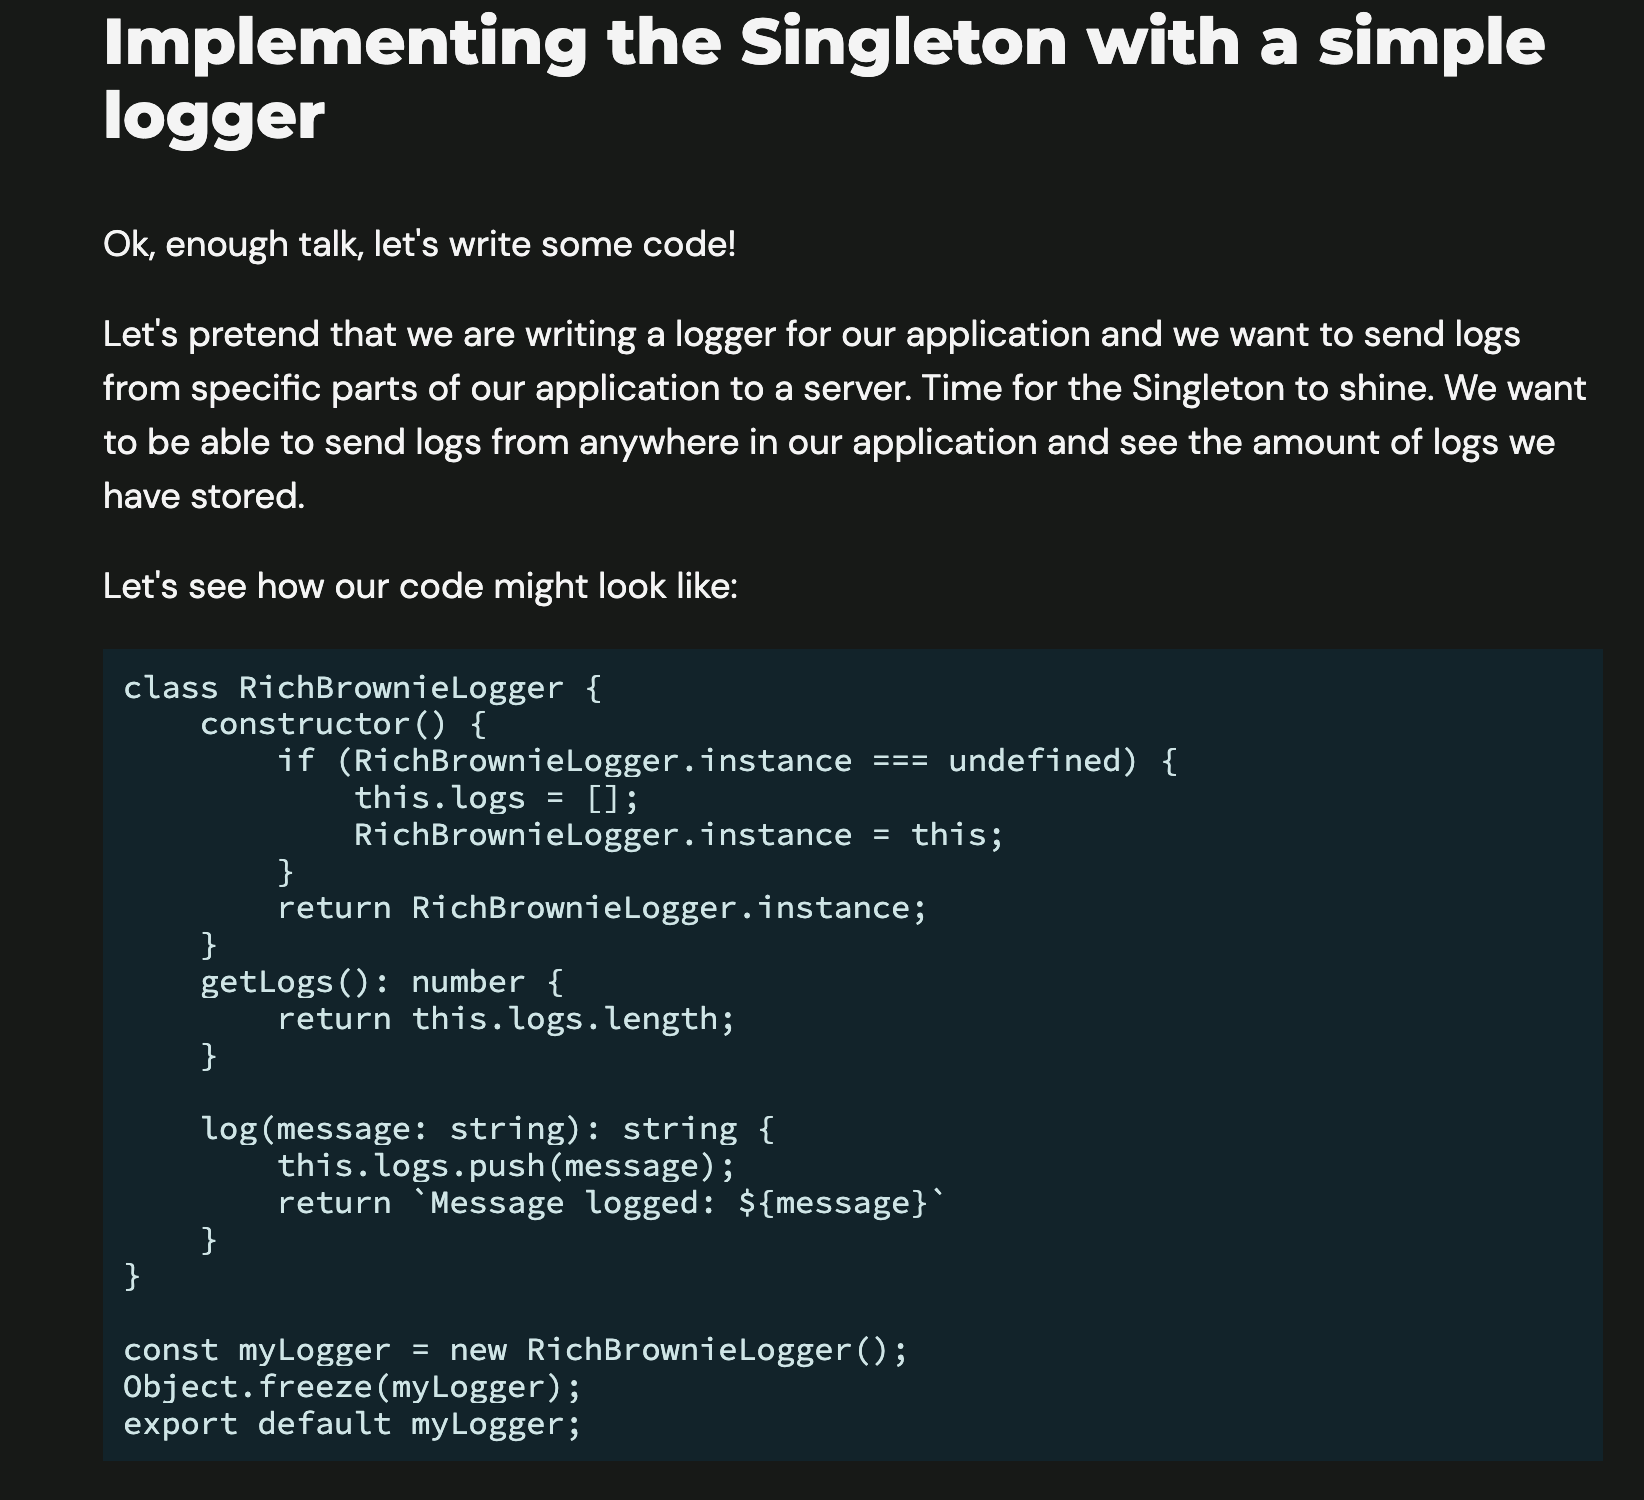 Implementing the Singleton with a simple
logger
Ok, enough talk, let's write some code!
Let's pretend that we are writing a logger for our application and we want to send logs
from specific parts of our application to a server. Time for the Singleton to shine. We want
to be able to send logs from anywhere in our application and see the amount of logs we
have stored.
Let's see how our code might look like:
class RichBrownieLogger {
    constructor() {
        if (RichBrownieLogger.instance === undefined) {
            this.logs = [];
            RichBrownieLogger.instance = this;
        }
        return RichBrownieLogger.instance;
    }
    getLogs(): number {
        return this.logs.length;
    }

    log(message: string): string {
        this.logs.push(message);
        return `Message logged: ${message}`
    }
}

const myLogger = new RichBrownieLogger();
Object.freeze(myLogger);
export default myLogger;